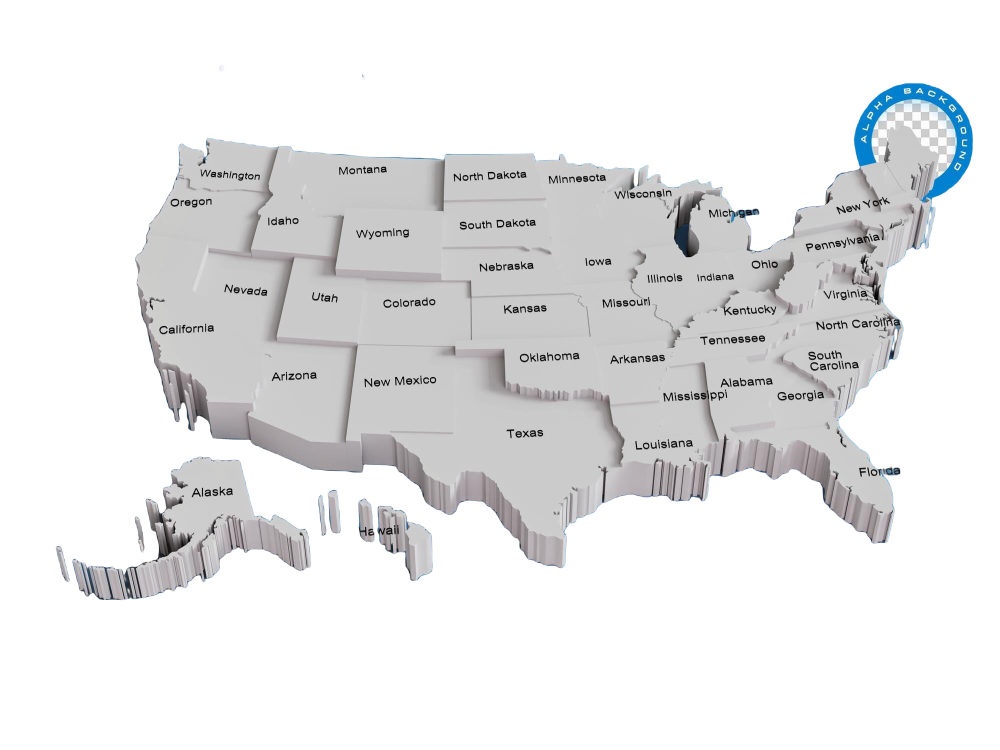 ALPHA BACKGROUND
Washington
Montana
North Dakota
Minnesota
Wisconsin
Michigan
Oregon
Idaho
Wyoming
South Dakota
New York
Pennsylvania
Iowa
Nebraska
Illinois
Indiana
Ohio
Nevada
Utah
Colorado
Kansas
Missouri
Kentucky
Virginia
California
Tennessee
North Carolina
Oklahoma
Arkansas
South
Carolina
Arizona
New Mexico
Mississippi
Alabama
Georgia
Texas
Louisiana
Florida
Alaska
Hawaii